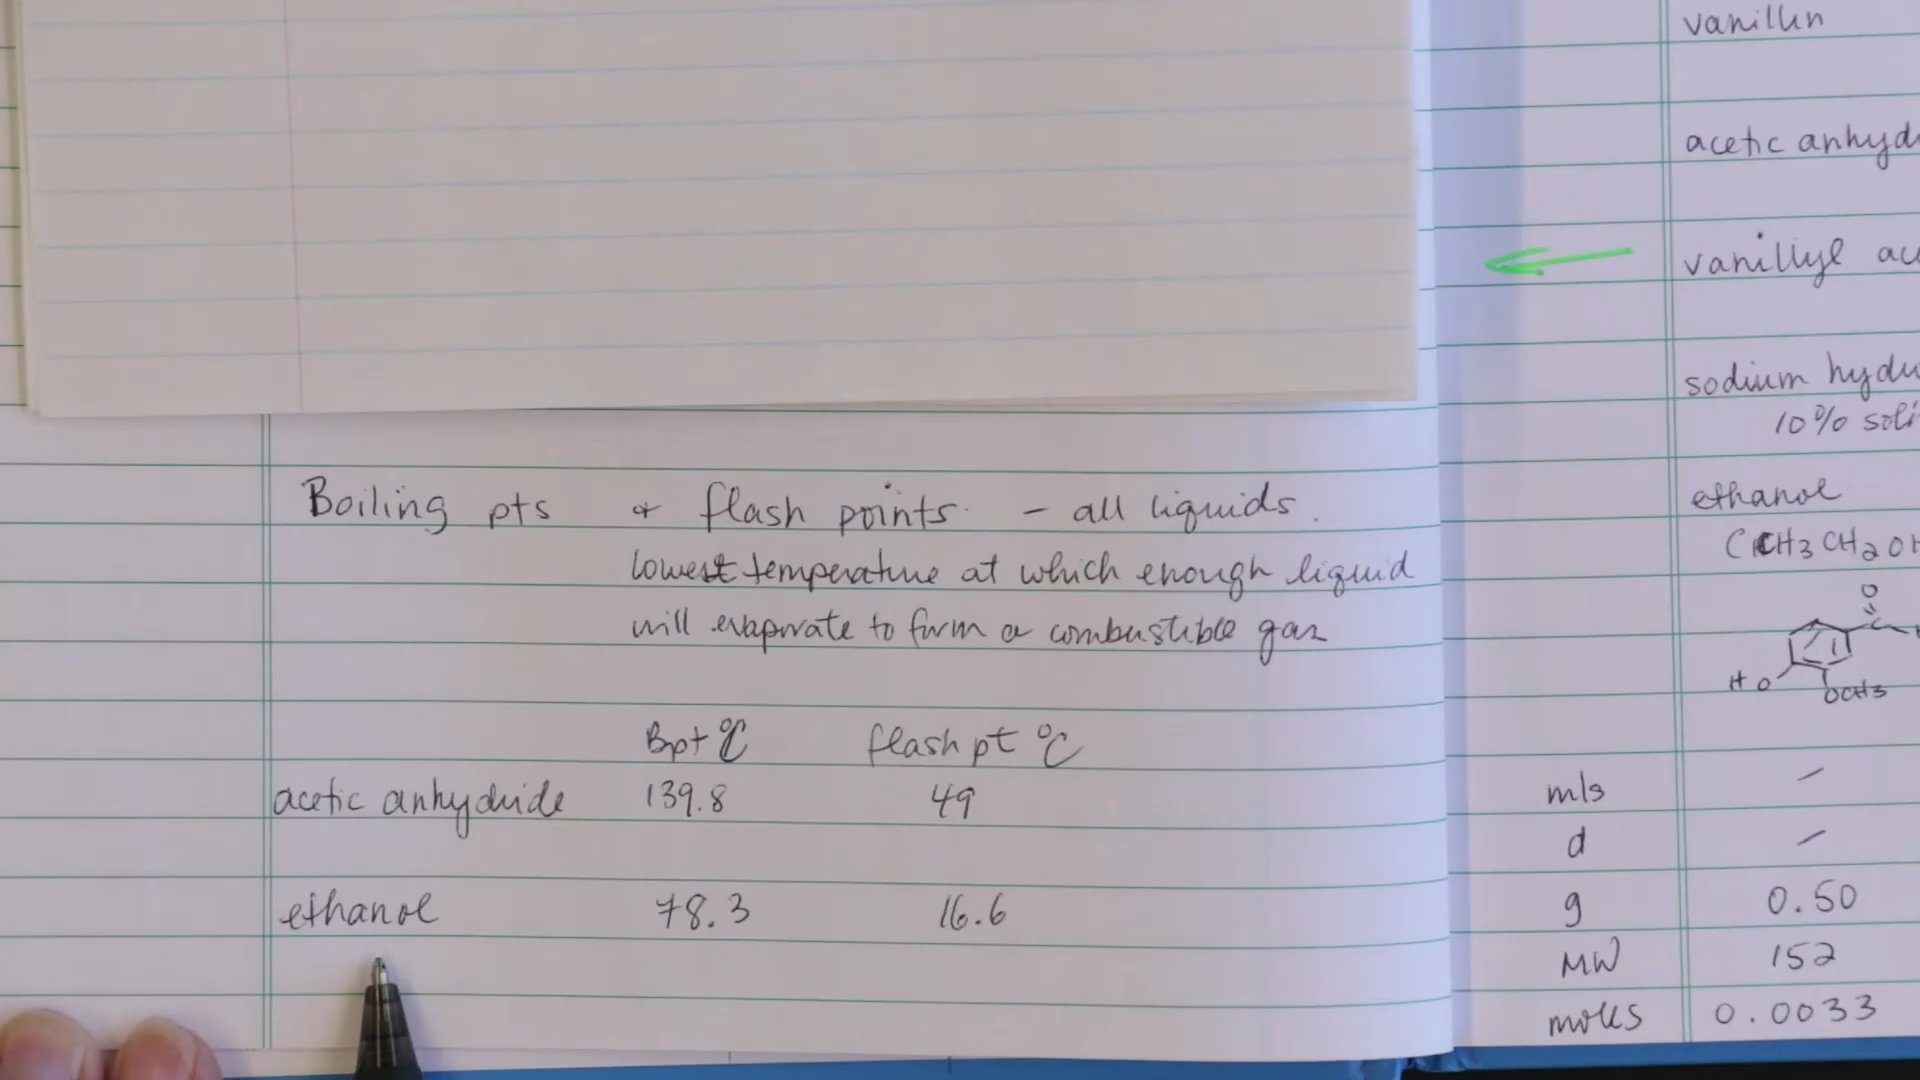 Boiling pts & flash points. - all liquids.
lowest temperature at which enough liquid
will evaporate to form a combustible gas
Bpt °C flash pt °C
acetic anhydride 139.8 49
ethanol 78.3 16.6
vanillin
acetic anhyd
vanillyl ac
sodium hyd
10% sol
ethanol
CH3CH2OH
O
C
HO
OCH3
mls -
d -
g 0.50
MW 152
moles 0.0033